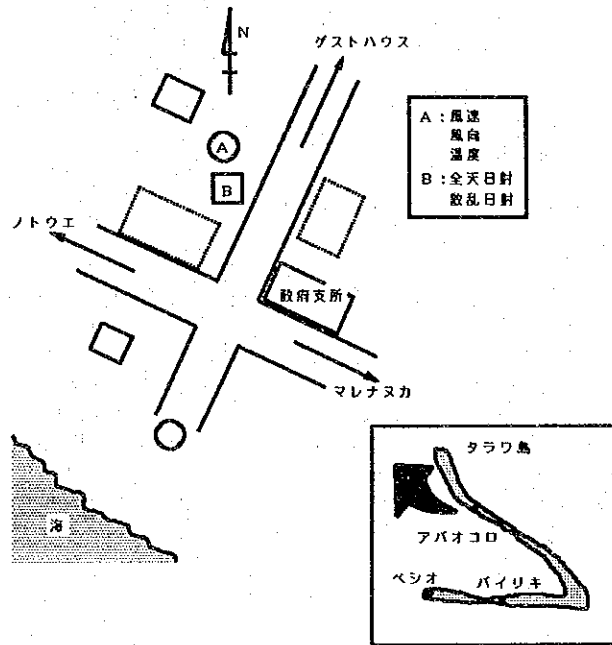 N
ゲストハウス
A:風速
風向
温度
B:全天日射
散乱日射
A
B
ノトウエ
政府支所
マレナヌカ
海
タラワ島
アバオコロ
ベシオ
バイリキ